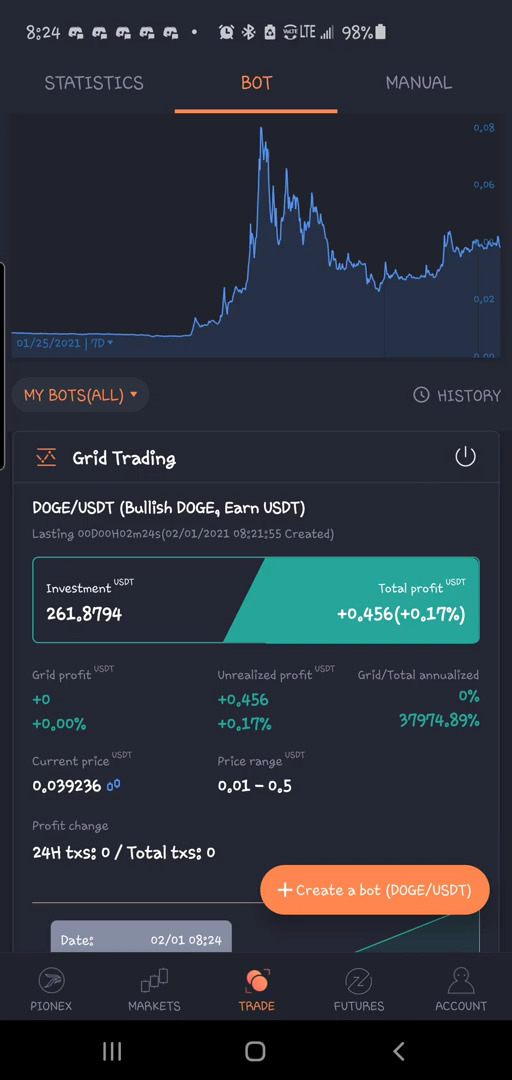 8:24 LTE 98%
STATISTICS BOT MANUAL
0,08
0,06
0,02
0,00
01/25/2021 | 7D
MY BOTS(ALL) HISTORY
Grid Trading
DOGE/USDT (Bullish DOGE, Earn USDT)
Lasting 00D00H02m24s(02/01/2021 08:21:55 Created)
Investment USDT Total profit USDT
261.8794 +0.456(+0.17%)
Grid profit USDT Unrealized profit USDT Grid/Total annualized
+0 +0.456 0%
+0.00% +0.17% 37974.89%
Current price USDT Price range USDT
0.039236 0.01 - 0.5
Profit change
24H txs: 0 / Total txs: 0
+ Create a bot (DOGE/USDT)
Date: 02/01 08:24
PIONEX MARKETS TRADE FUTURES ACCOUNT